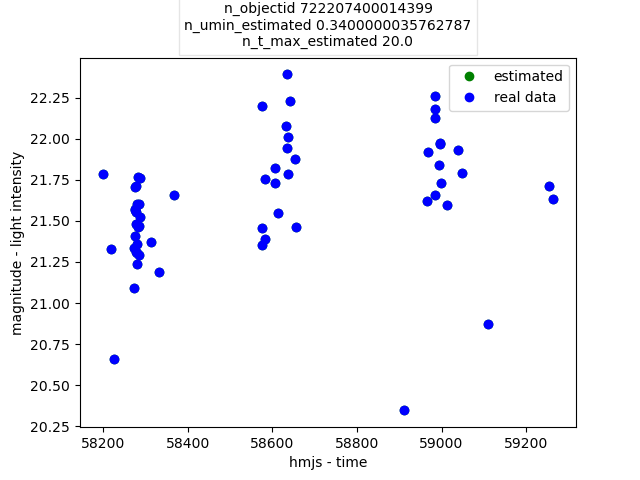 n_objectid 722207400014399
n_umin_estimated 0.3400000035762787
n_t_max_estimated 20.0
estimated
real data
22.25
22.00
21.75
21.50
21.25
21.00
20.75
20.50
20.25
magnitude - light intensity
58200 58400 58600 58800 59000 59200
hmjs - time